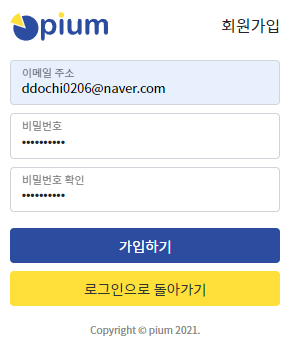 pium
회원가입
이메일 주소
ddochi0206@naver.com
비밀번호
••••••••••
비밀번호 확인
••••••••••
가입하기
로그인으로 돌아가기
Copyright © pium 2021.